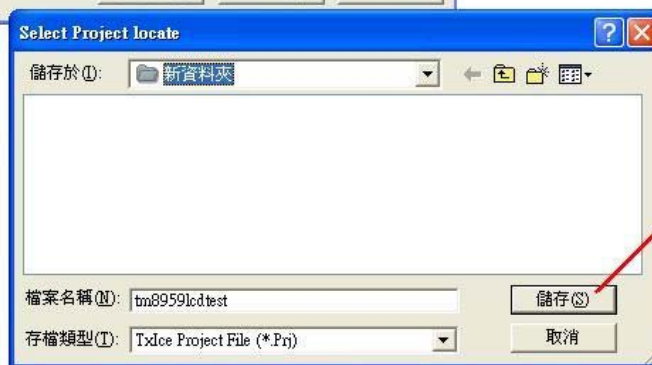 Select Project locate
儲存於(I): 新資料夾
檔案名稱(N): tm8959lcdtest 儲存(S)
存檔類型(T): TxIce Project File (*.Prj) 取消